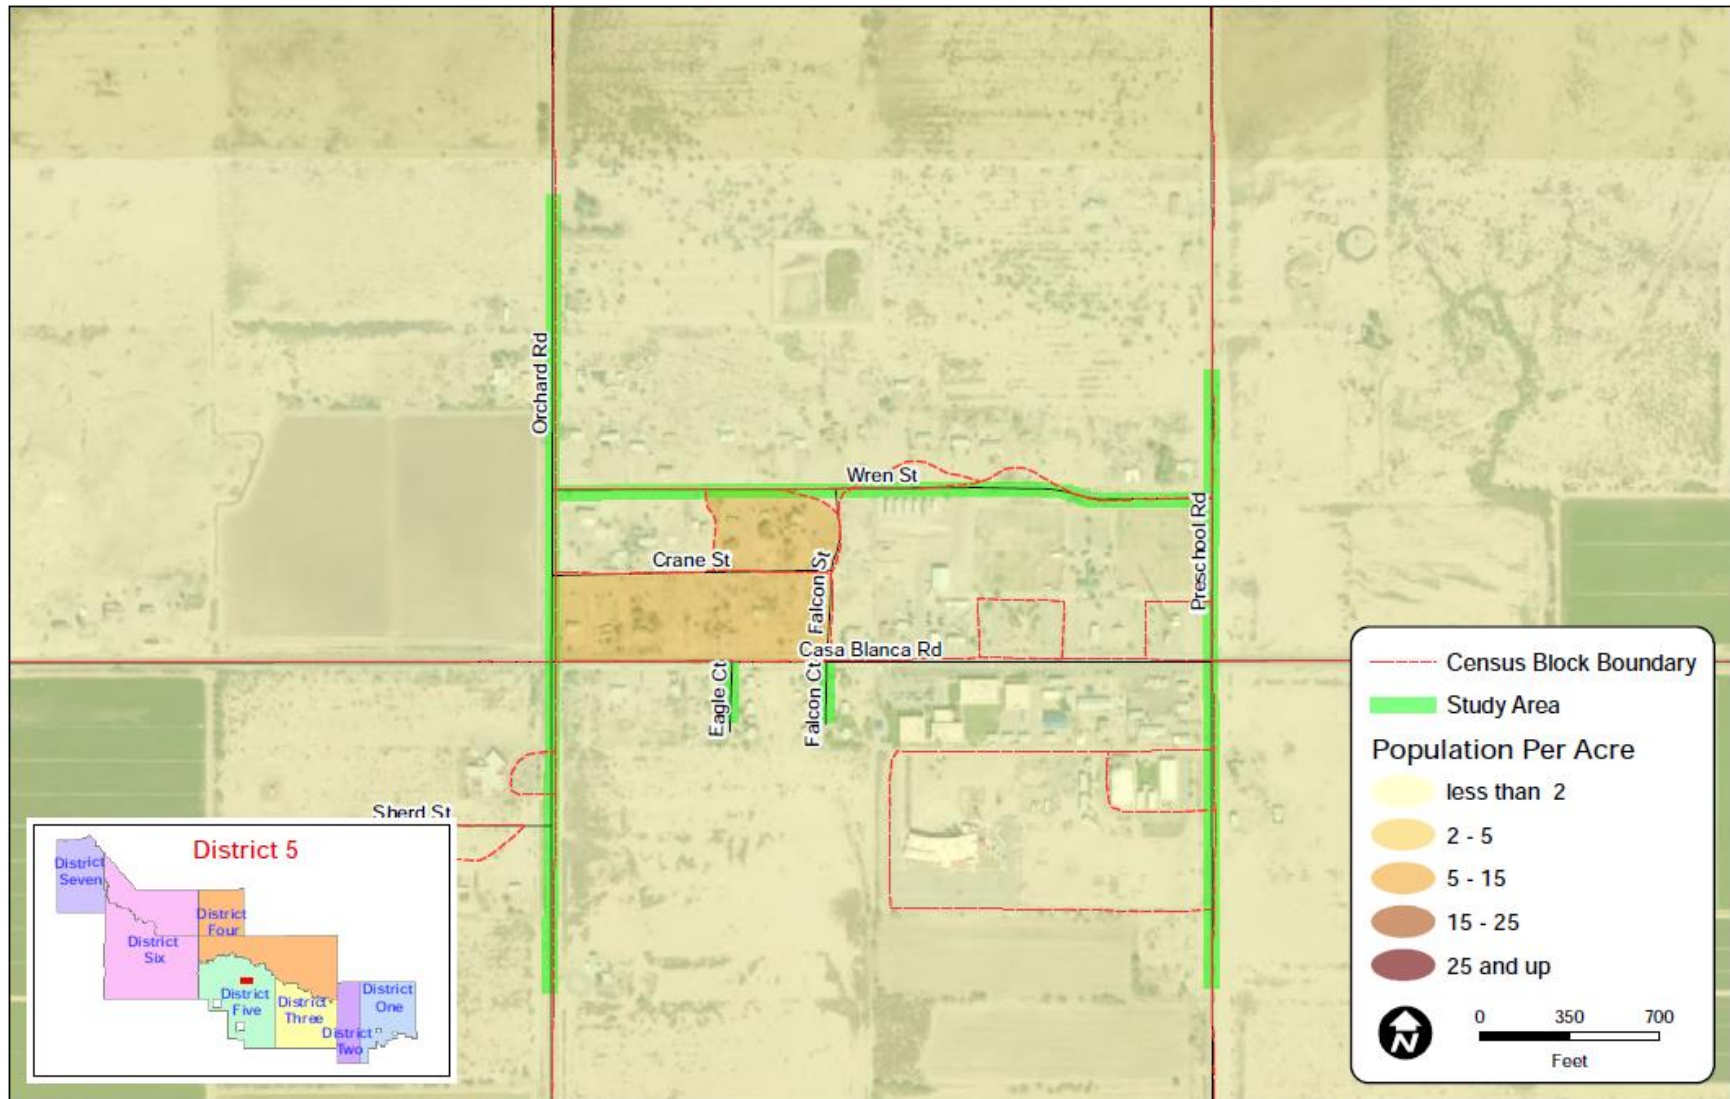 Orchard Rd
Wren St
Preschool Rd
Crane St
Falcon St
Casa Blanca Rd
Eagle Ct
Falcon Ct
Sherd St
District 5
District
Seven
District
Four
District
Six
District
Five
District
Three
District
Two
District
One
Census Block Boundary
Study Area
Population Per Acre
less than 2
2 - 5
5 - 15
15 - 25
25 and up
N
0 350 700
Feet